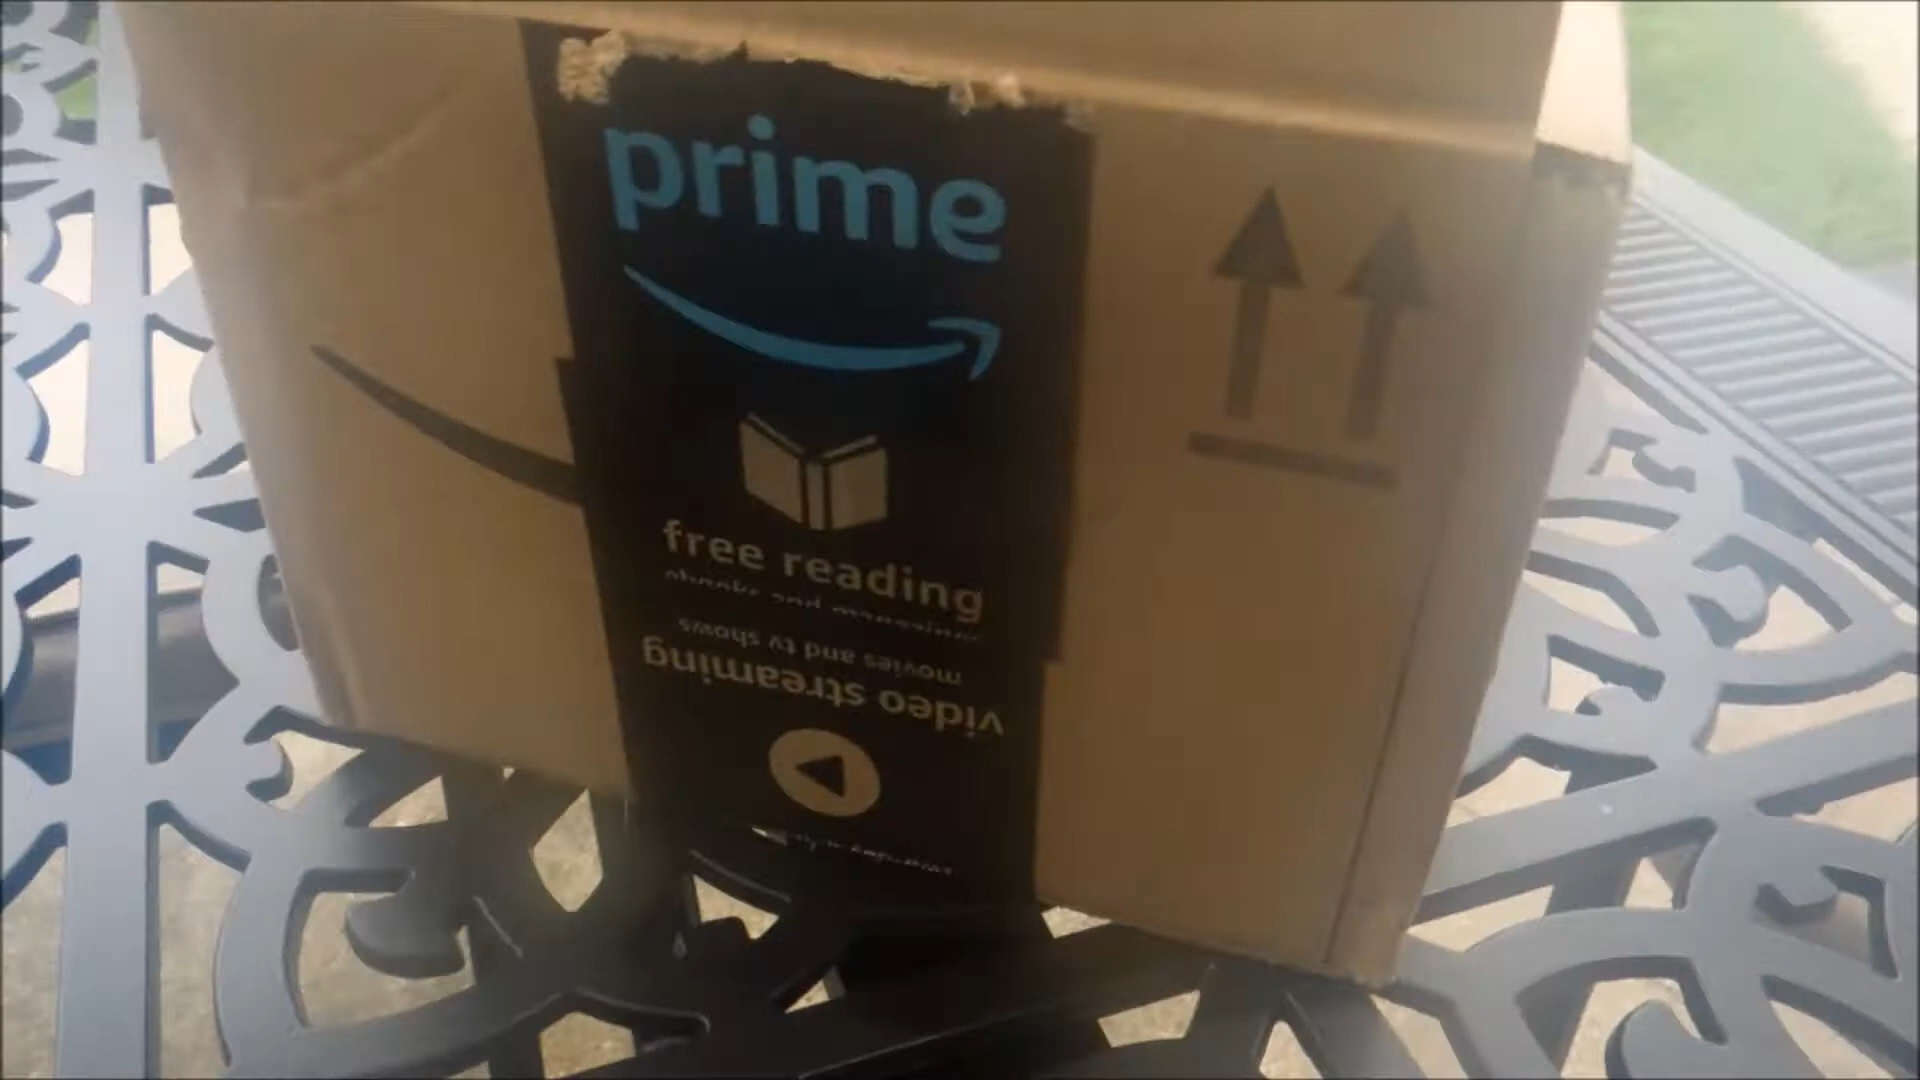 prime
free reading
movies and tv shows
video streaming